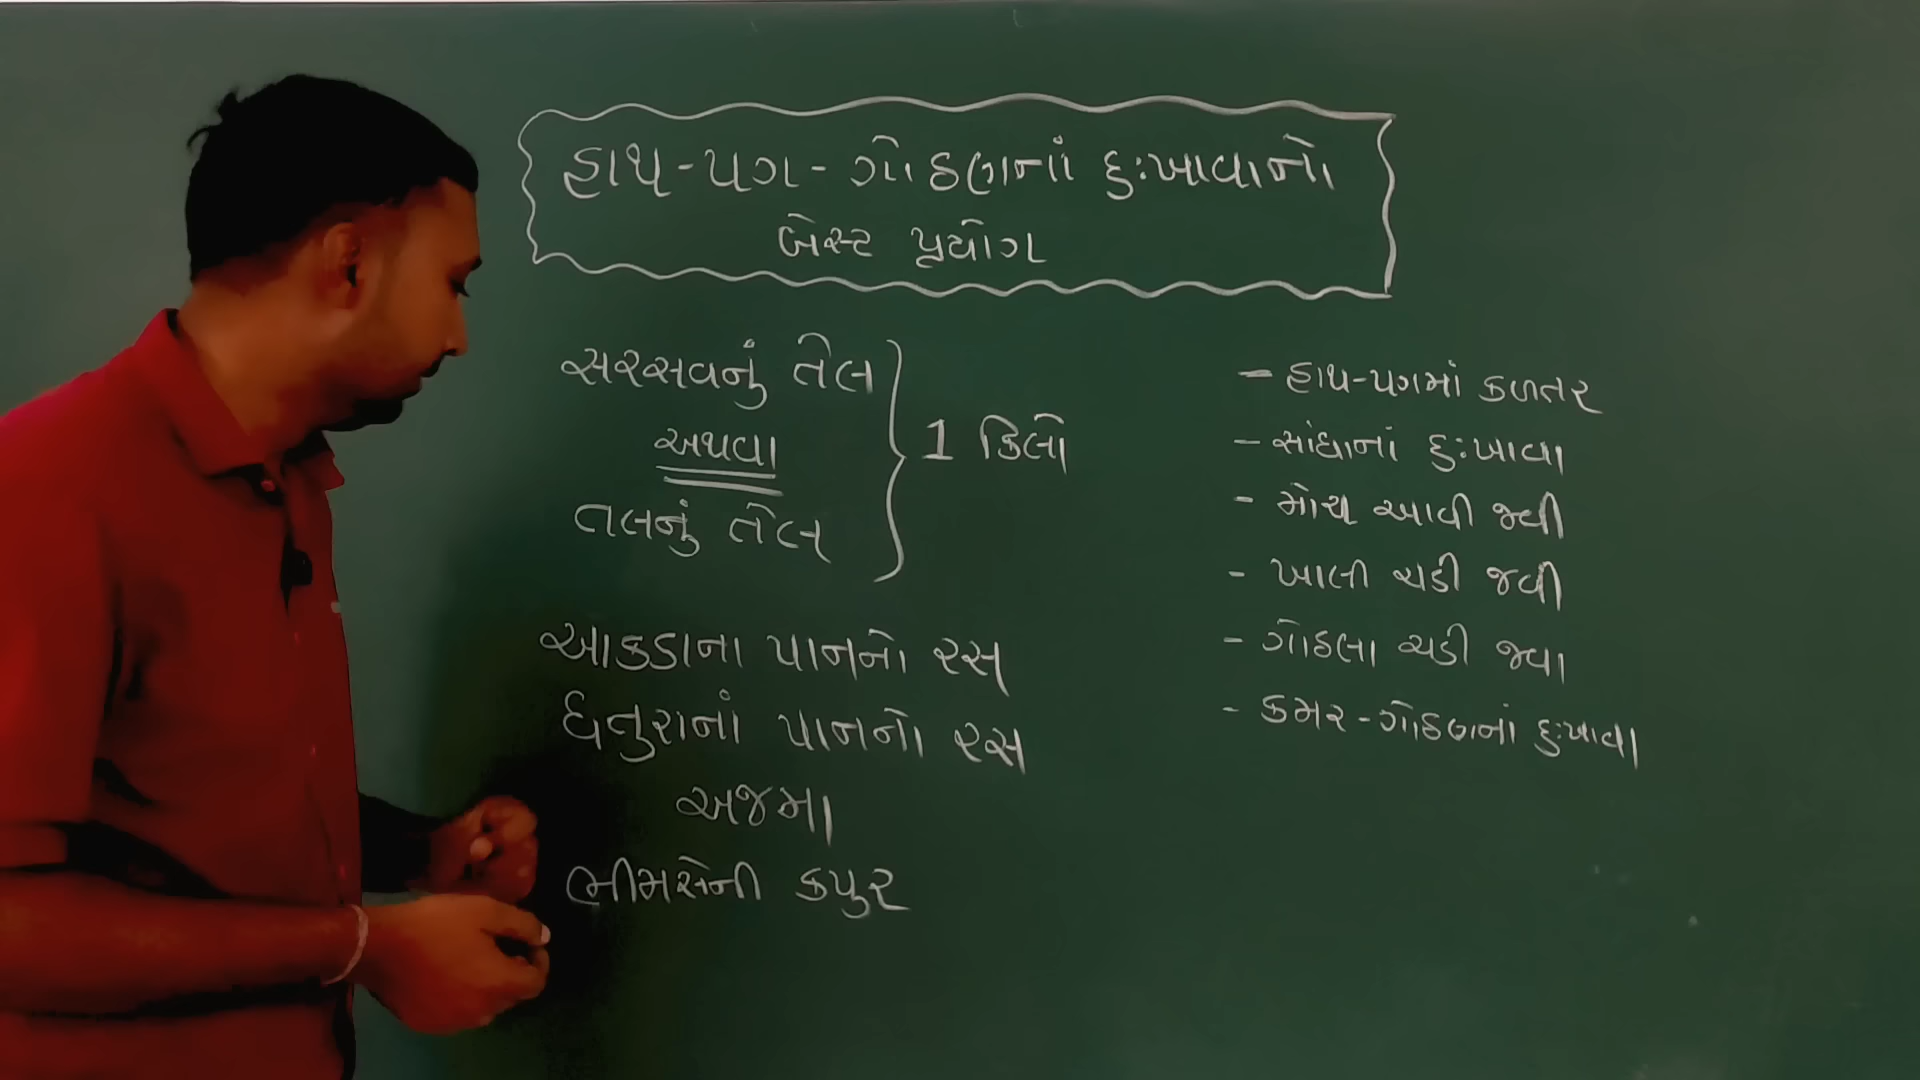 હાથ-પગ-ગોઠણનાં દુઃખાવાનો
બેસ્ટ પ્રયોગ
સરસવનું તેલ
અથવા
તલનું તેલ
1 કિલો
આકડાના પાનનો રસ
ધતુરાનાં પાનનો રસ
અજમા
ભીમસેની કપુર
- હાથ-પગમાં કળતર
- સાંધાનાં દુઃખાવા
- મોચ આવી જવી
- ખાલી ચડી જવી
- ગોઠલા ચડી જવા
- કમર-ગોઠણનાં દુઃખાવા